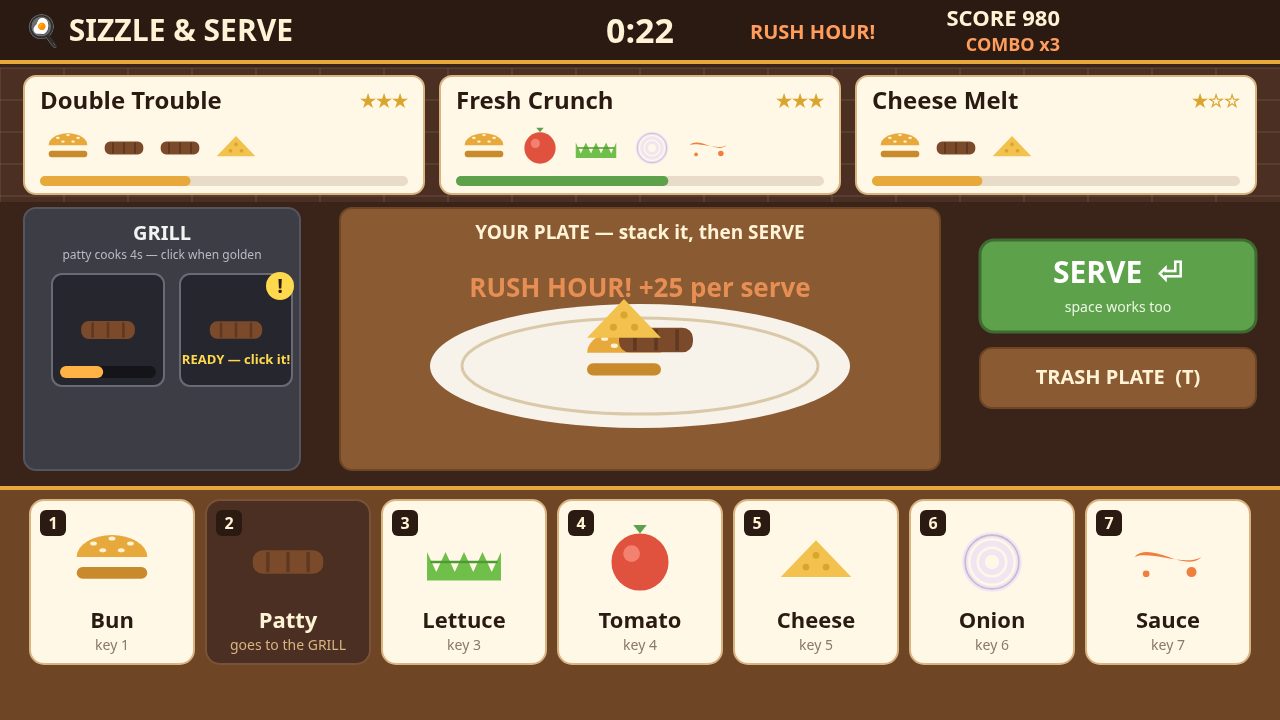 SIZZLE & SERVE
0:22
RUSH HOUR!
SCORE 980
COMBO x3
Double Trouble ★★★
Fresh Crunch ★★★
Cheese Melt ★☆☆
GRILL
patty cooks 4s — click when golden
!
READY — click it!
YOUR PLATE — stack it, then SERVE
RUSH HOUR! +25 per serve
SERVE ⏎
space works too
TRASH PLATE (T)
1
Bun
key 1
2
Patty
goes to the GRILL
3
Lettuce
key 3
4
Tomato
key 4
5
Cheese
key 5
6
Onion
key 6
7
Sauce
key 7